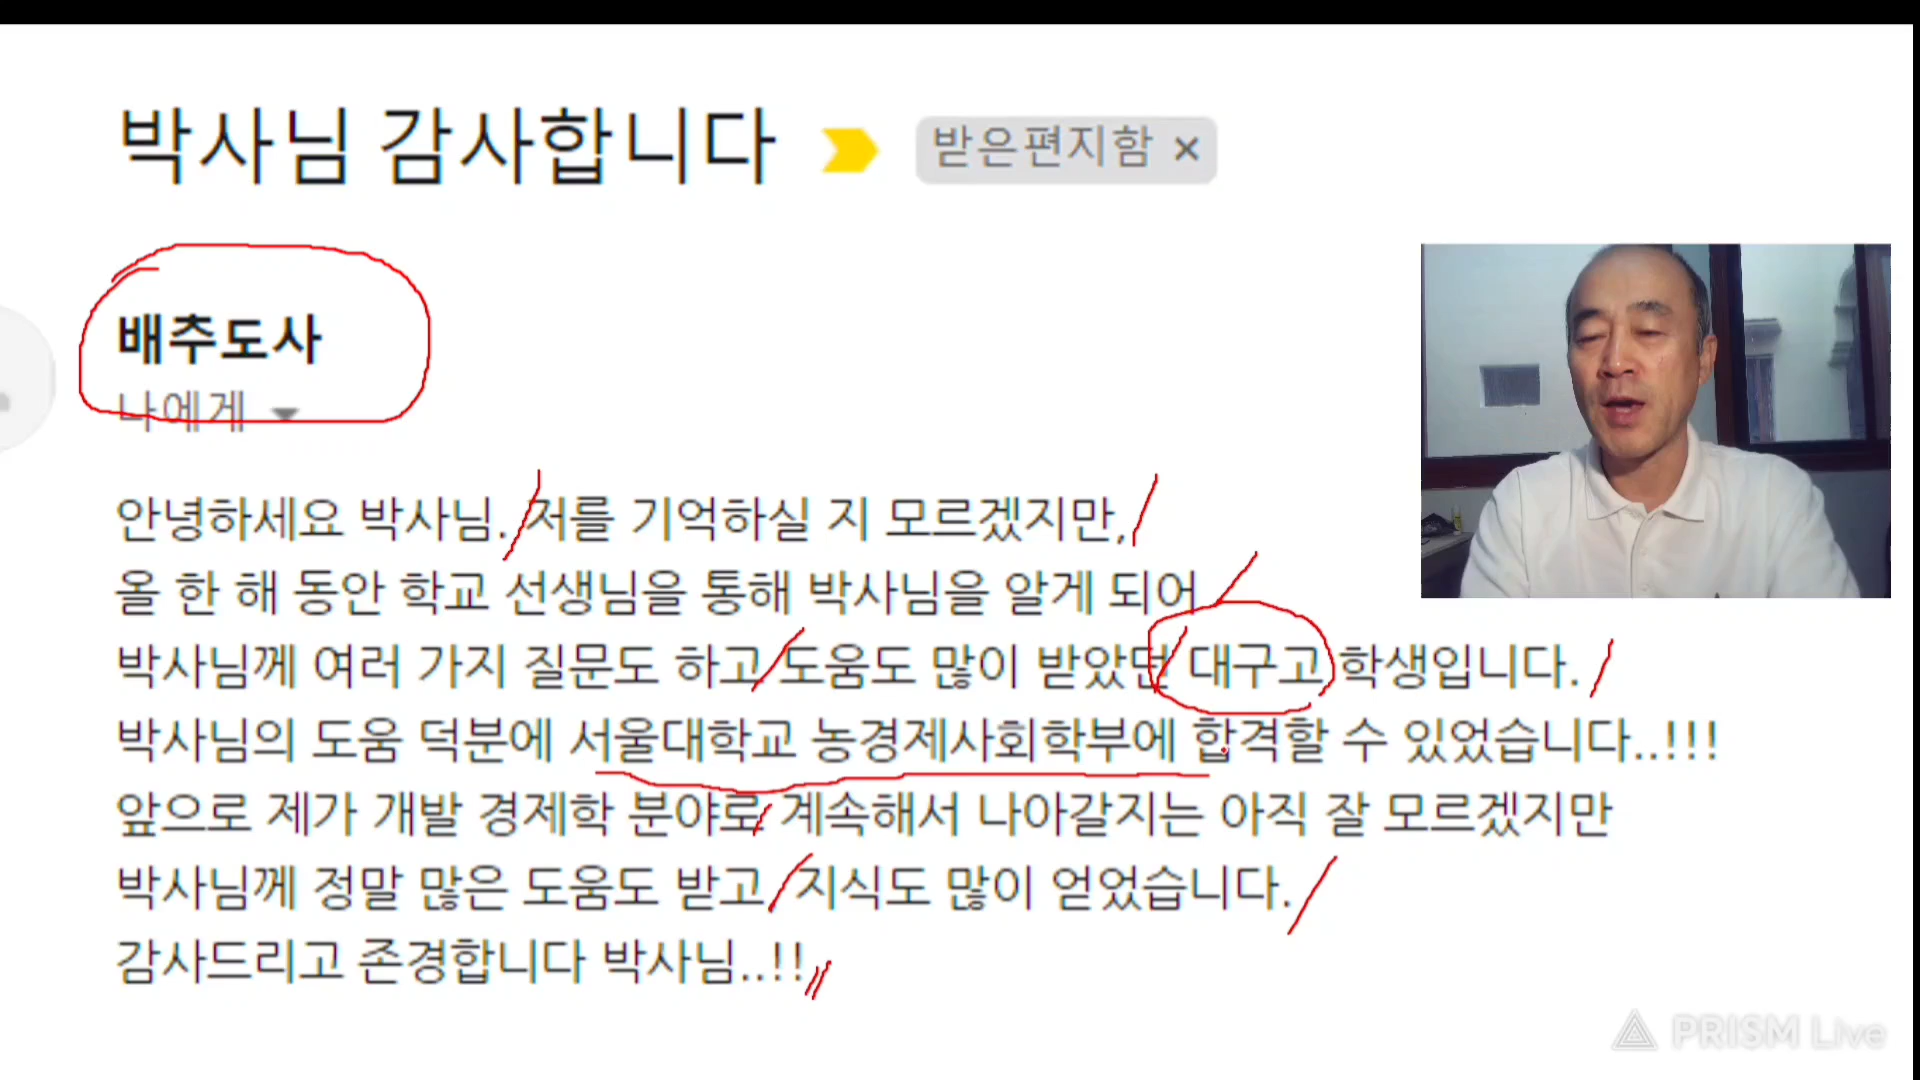 박사님 감사합니다
받은편지함 ×
배추도사
나에게
안녕하세요 박사님. 저를 기억하실 지 모르겠지만,
올 한 해 동안 학교 선생님을 통해 박사님을 알게 되어
박사님께 여러 가지 질문도 하고 도움도 많이 받았던 대구고 학생입니다.
박사님의 도움 덕분에 서울대학교 농경제사회학부에 합격할 수 있었습니다..!!!
앞으로 제가 개발 경제학 분야로 계속해서 나아갈지는 아직 잘 모르겠지만
박사님께 정말 많은 도움도 받고 지식도 많이 얻었습니다.
감사드리고 존경합니다 박사님..!!
PRISM Live